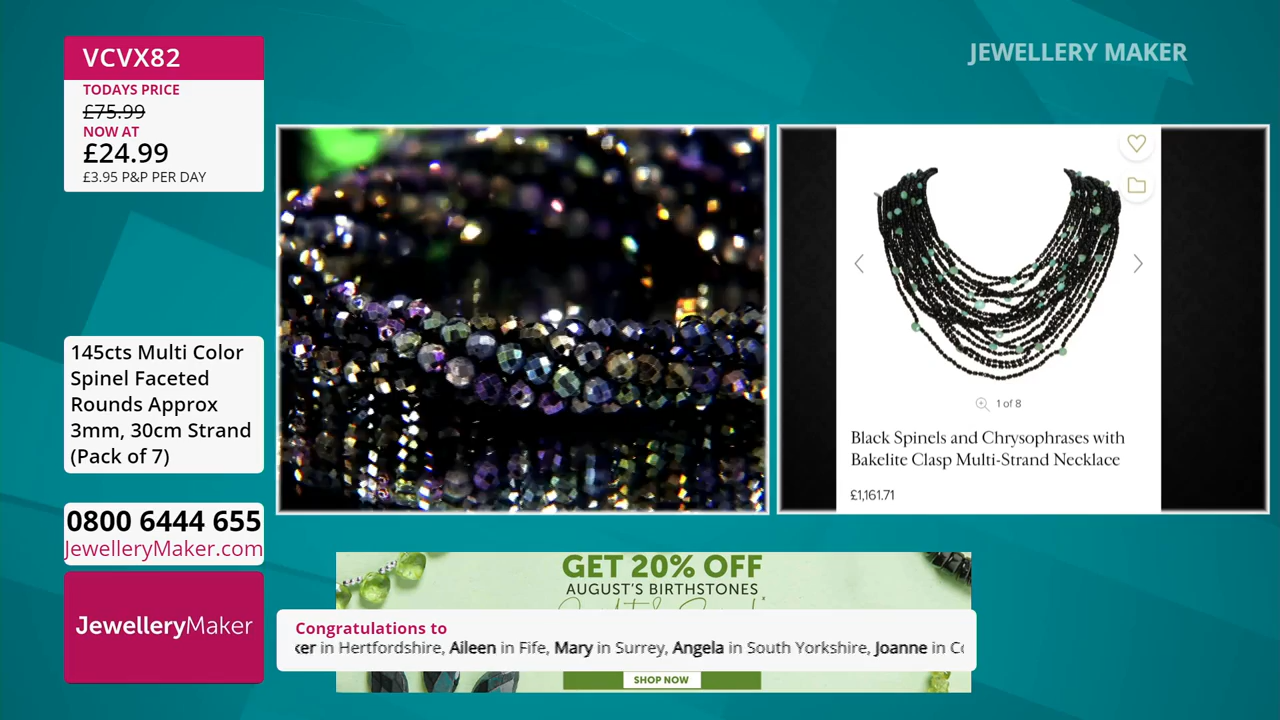 VCVX82
TODAYS PRICE
£75.99
NOW AT
£24.99
£3.95 P&P PER DAY
JEWELLERY MAKER
145cts Multi Color
Spinel Faceted
Rounds Approx
3mm, 30cm Strand
(Pack of 7)
0800 6444 655
JewelleryMaker.com
JewelleryMaker
1 of 8
Black Spinels and Chrysophrases with
Bakelite Clasp Multi-Strand Necklace
£1,161.71
GET 20% OFF
AUGUST'S BIRTHSTONES
Congratulations to
ker in Hertfordshire, Aileen in Fife, Mary in Surrey, Angela in South Yorkshire, Joanne in Co
SHOP NOW